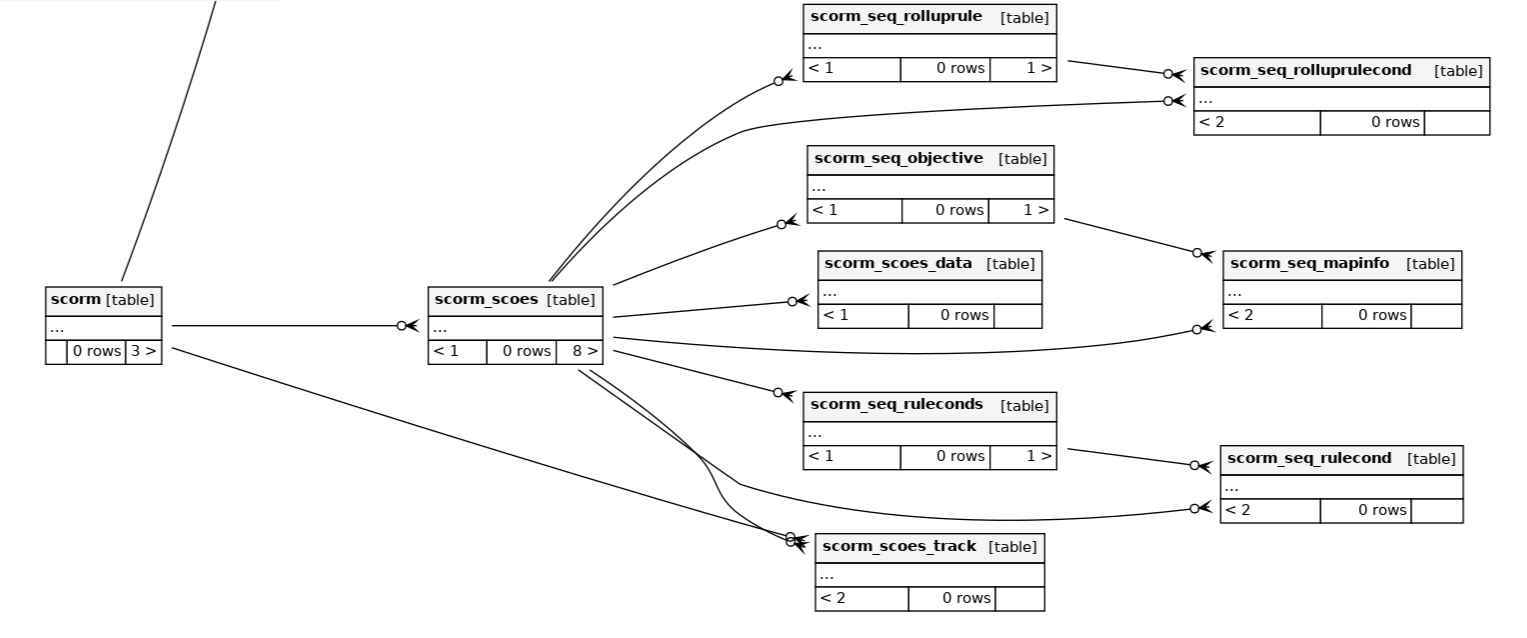 scorm_seq_rolluprule [table]
...
< 1 0 rows 1 >
scorm_seq_rolluprulecond [table]
...
< 2 0 rows
scorm_seq_objective [table]
...
< 1 0 rows 1 >
scorm_scoes_data [table]
...
< 1 0 rows
scorm_seq_mapinfo [table]
...
< 2 0 rows
scorm [table]
...
0 rows 3 >
scorm_scoes [table]
...
< 1 0 rows 8 >
scorm_seq_ruleconds [table]
...
< 1 0 rows 1 >
scorm_seq_rulecond [table]
...
< 2 0 rows
scorm_scoes_track [table]
...
< 2 0 rows